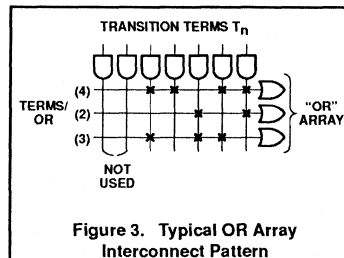 TRANSITION TERMS Tn
TERMS/
OR
(4)
(2)
(3)
"OR"
ARRAY
NOT
USED
Figure 3. Typical OR Array
Interconnect Pattern